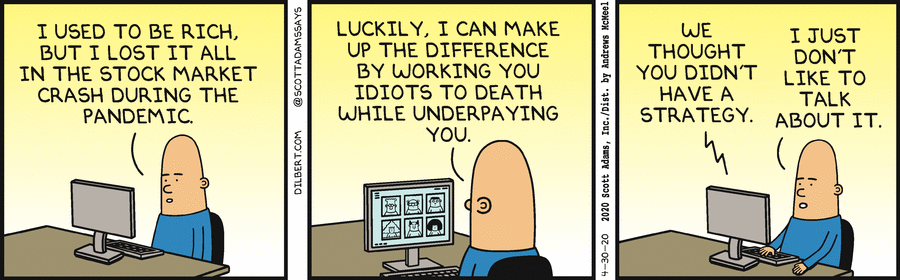 I USED TO BE RICH,
BUT I LOST IT ALL
IN THE STOCK MARKET
CRASH DURING THE
PANDEMIC.
DILBERT.COM @SCOTTADAMSSAYS
LUCKILY, I CAN MAKE
UP THE DIFFERENCE
BY WORKING YOU
IDIOTS TO DEATH
WHILE UNDERPAYING
YOU.
4-30-20 2020 Scott Adams, Inc./Dist. by Andrews McMeel
WE
THOUGHT
YOU DIDN'T
HAVE A
STRATEGY.
I JUST
DON'T
LIKE TO
TALK
ABOUT IT.